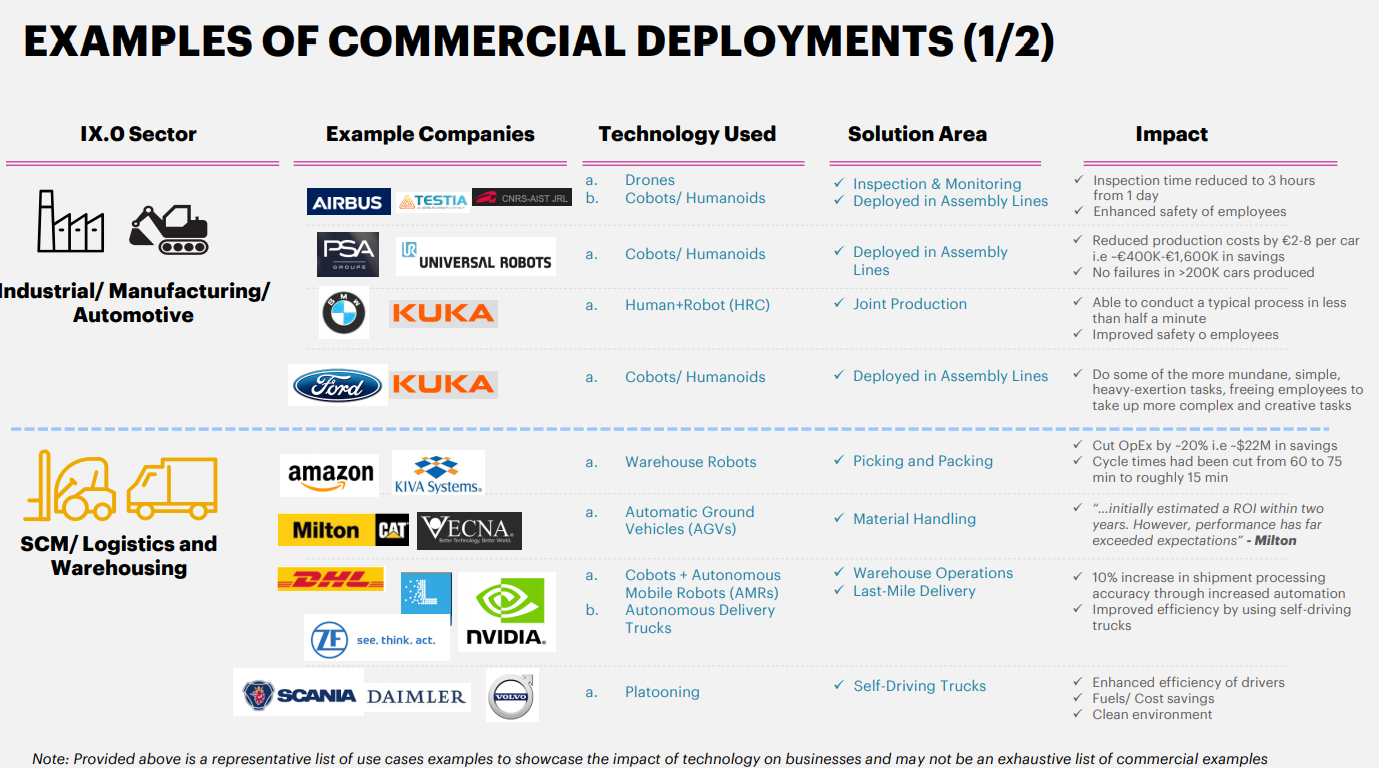 EXAMPLES OF COMMERCIAL DEPLOYMENTS (1/2)
IX.0 Sector
Example Companies
Technology Used
Solution Area
Impact
Industrial/ Manufacturing/
Automotive
AIRBUS
TESTIA
CNRS-AIST JRL
a. Drones
b. Cobots/ Humanoids
✓ Inspection & Monitoring
✓ Deployed in Assembly Lines
✓ Inspection time reduced to 3 hours
from 1 day
✓ Enhanced safety of employees
PSA
GROUPE
UR
UNIVERSAL ROBOTS
a. Cobots/ Humanoids
✓ Deployed in Assembly
Lines
✓ Reduced production costs by €2-8 per car
i.e ~€400K-€1,600K in savings
✓ No failures in >200K cars produced
BMW
KUKA
a. Human+Robot (HRC)
✓ Joint Production
✓ Able to conduct a typical process in less
than half a minute
✓ Improved safety o employees
Ford
KUKA
a. Cobots/ Humanoids
✓ Deployed in Assembly Lines
✓ Do some of the more mundane, simple,
heavy-exertion tasks, freeing employees to
take up more complex and creative tasks
SCM/ Logistics and
Warehousing
amazon
KIVA Systems®
a. Warehouse Robots
✓ Picking and Packing
✓ Cut OpEx by ~20% i.e ~$22M in savings
✓ Cycle times had been cut from 60 to 75
min to roughly 15 min
Milton CAT
VECNA®
Better Technology, Better World.
a. Automatic Ground
Vehicles (AGVs)
✓ Material Handling
✓ “...initially estimated a ROI within two
years. However, performance has far
exceeded expectations” - Milton
DHL
L
ZF see. think. act.
NVIDIA®
a. Cobots + Autonomous
Mobile Robots (AMRs)
b. Autonomous Delivery
Trucks
✓ Warehouse Operations
✓ Last-Mile Delivery
✓ 10% increase in shipment processing
accuracy through increased automation
✓ Improved efficiency by using self-driving
trucks
SCANIA
DAIMLER
VOLVO
a. Platooning
✓ Self-Driving Trucks
✓ Enhanced efficiency of drivers
✓ Fuels/ Cost savings
✓ Clean environment
Note: Provided above is a representative list of use cases examples to showcase the impact of technology on businesses and may not be an exhaustive list of commercial examples